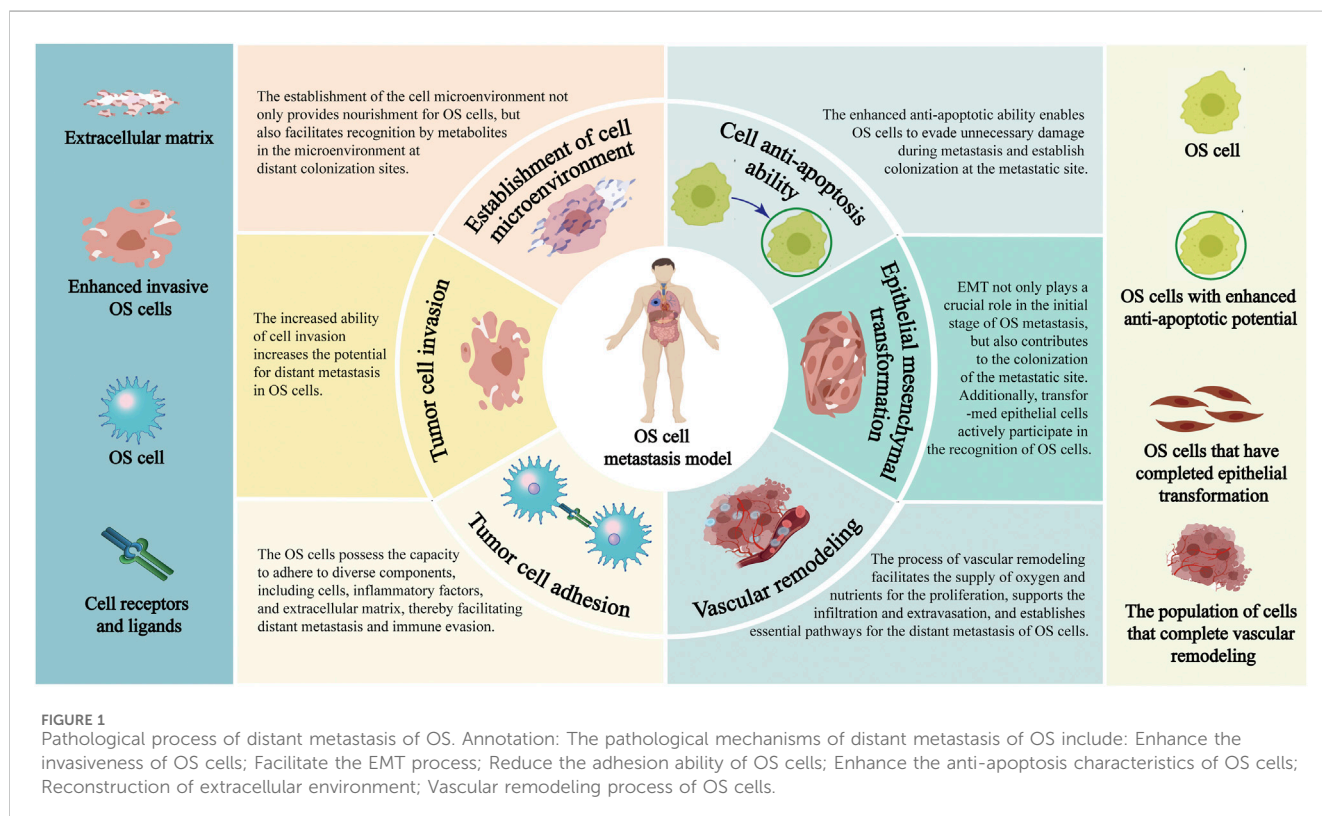 Extracellular matrix
Enhanced invasive
OS cells
OS cell
Cell receptors
and ligands
The establishment of the cell microenvironment not
only provides nourishment for OS cells, but
also facilitates recognition by metabolites
in the microenvironment at
distant colonization sites.
Establishment of cell
microenvironment
Cell anti-apoptosis
ability
The enhanced anti-apoptotic ability enables
OS cells to evade unnecessary damage
during metastasis and establish
colonization at the metastatic site.
The increased ability
of cell invasion
increases the potential
for distant metastasis
in OS cells.
Tumor cell invasion
OS cell
metastasis model
Epithelial mesenchymal
transformation
EMT not only plays a
crucial role in the initial
stage of OS metastasis,
but also contributes
to the colonization
of the metastatic site.
Additionally, transfor
-med epithelial cells
actively participate in
the recognition of OS cells.
The OS cells possess the capacity
to adhere to diverse components,
including cells, inflammatory factors,
and extracellular matrix, thereby facilitating
distant metastasis and immune evasion.
Tumor cell adhesion
Vascular remodeling
The process of vascular remodeling
facilitates the supply of oxygen and
nutrients for the proliferation, supports the
infiltration and extravasation, and establishes
essential pathways for the distant metastasis of OS cells.
OS cell
OS cells with enhanced
anti-apoptotic potential
OS cells that have
completed epithelial
transformation
The population of cells
that complete vascular
remodeling
FIGURE 1
Pathological process of distant metastasis of OS. Annotation: The pathological mechanisms of distant metastasis of OS include: Enhance the
invasiveness of OS cells; Facilitate the EMT process; Reduce the adhesion ability of OS cells; Enhance the anti-apoptosis characteristics of OS cells;
Reconstruction of extracellular environment; Vascular remodeling process of OS cells.